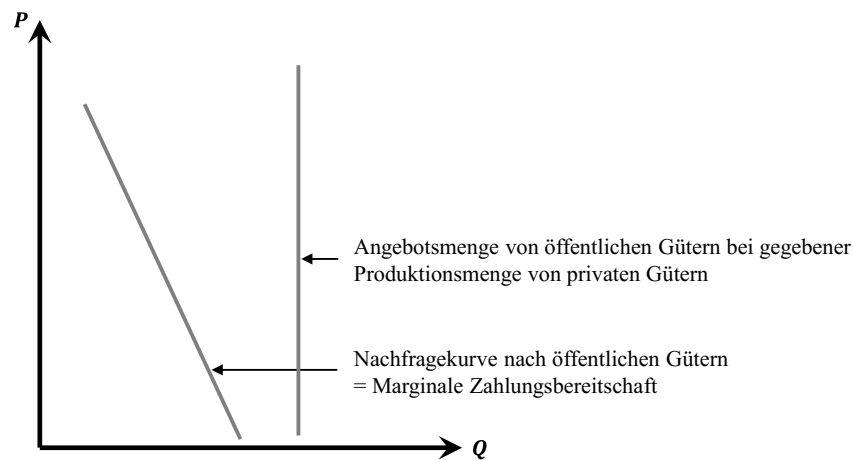 P
Angebotsmenge von öffentlichen Gütern bei gegebener
Produktionsmenge von privaten Gütern
Nachfragekurve nach öffentlichen Gütern
= Marginale Zahlungsbereitschaft
Q